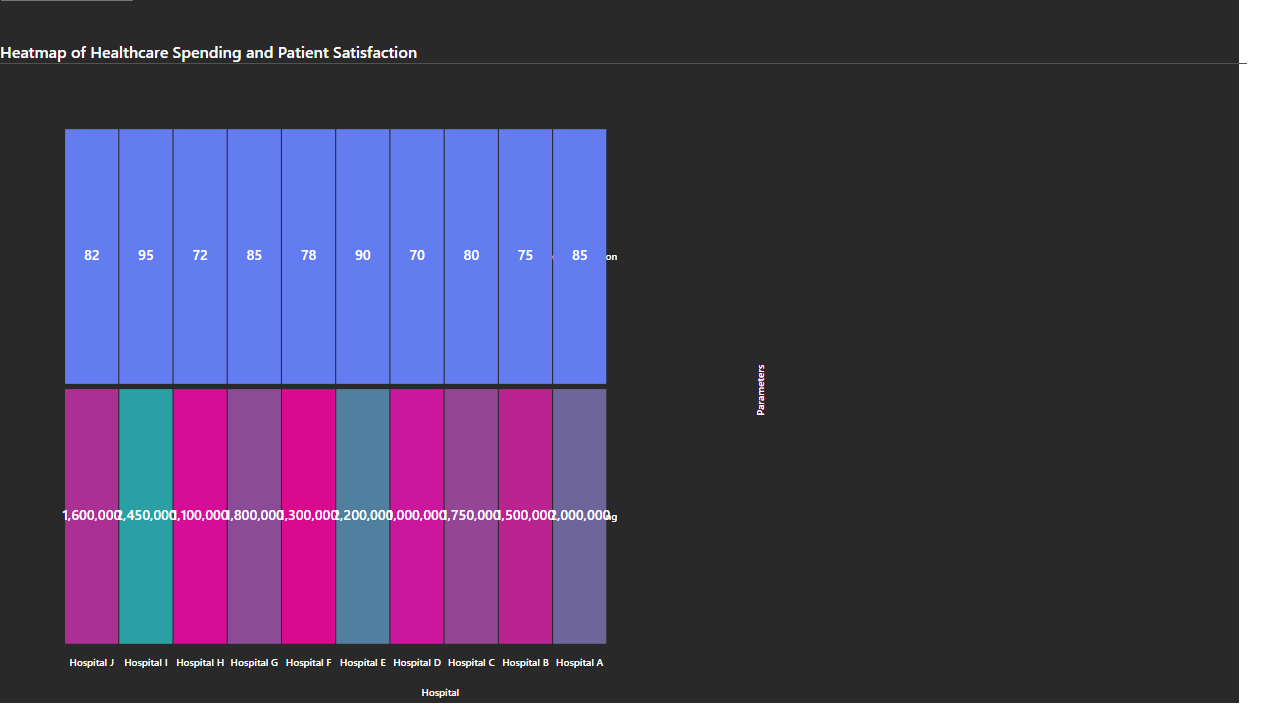 Heatmap of Healthcare Spending and Patient Satisfaction
82 95 72 85 78 90 70 80 75 85 on
Parameters
1,600,000 2,450,000 1,100,000 1,800,000 1,300,000 2,200,000 1,000,000 1,750,000 1,500,000 2,000,000 ng
Hospital J Hospital I Hospital H Hospital G Hospital F Hospital E Hospital D Hospital C Hospital B Hospital A
Hospital